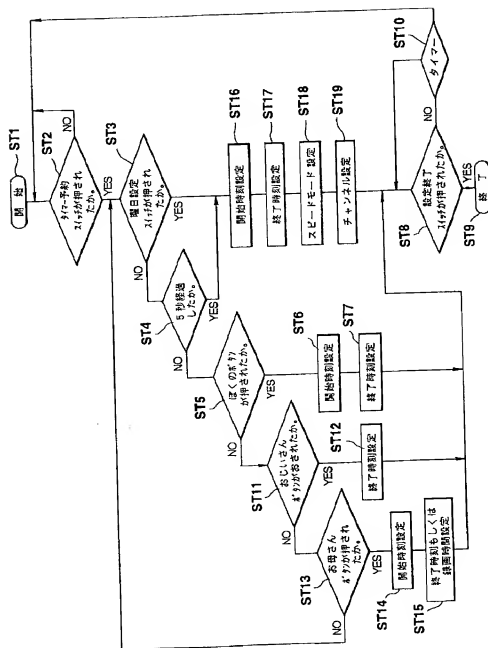 開始
ST1
タイマー予約
スイッチが押され
たか。
ST2
NO
YES
曜日設定
スイッチが押され
たか。
ST3
NO
YES
5秒経過
したか。
ST4
NO
YES
ぼくのボタン
が押されたか。
ST5
NO
YES
開始時刻設定
ST6
終了時刻設定
ST7
おじいさん
ボタンがおされたか。
ST11
NO
YES
終了時刻設定
ST12
お母さん
ボタンが押され
たか。
ST13
NO
YES
開始時刻設定
ST14
終了時刻もしくは
録画時間設定
ST15
開始時刻設定
ST16
終了時刻設定
ST17
スピードモード設定
ST18
チャンネル設定
ST19
設定終了
スイッチが押されたか。
ST8
NO
YES
タイマー
ST10
終了
ST9